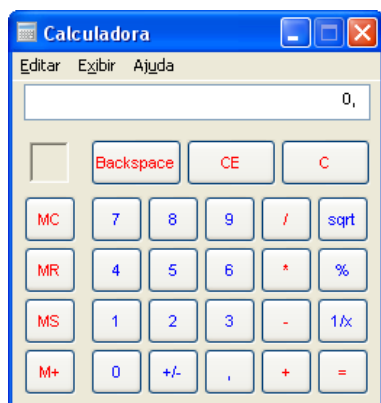 Calculadora
Editar Exibir Ajuda
0,
Backspace CE C
MC 7 8 9 / sqrt
MR 4 5 6 * %
MS 1 2 3 - 1/x
M+ 0 +/- , + =